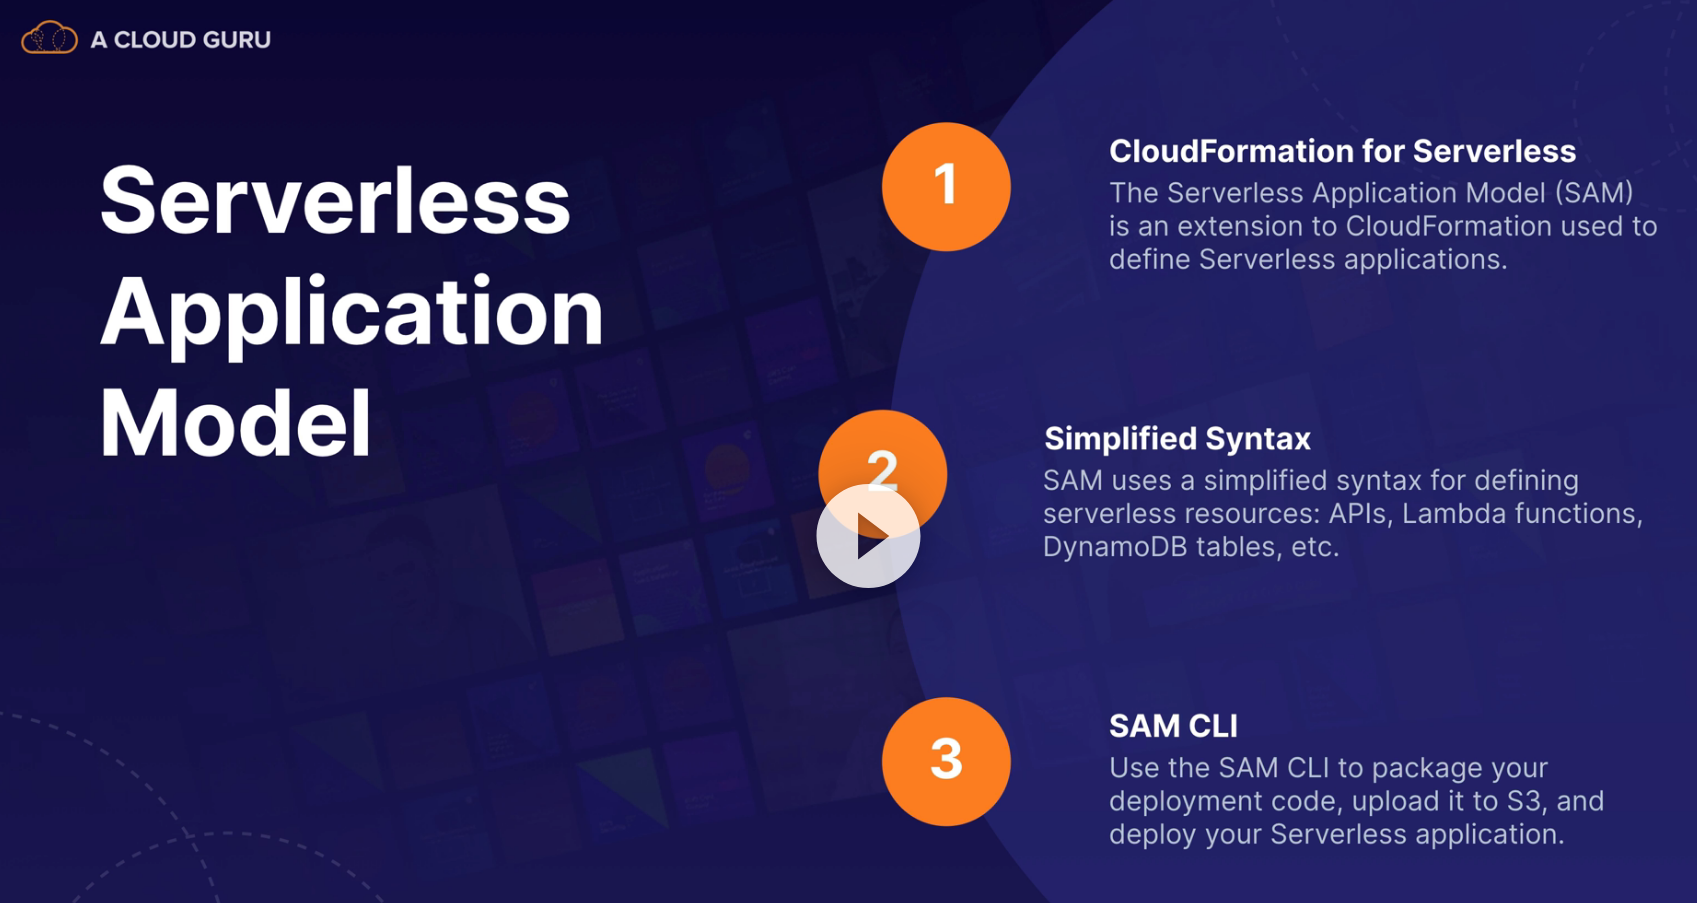 A CLOUD GURU
Serverless
Application
Model
1
CloudFormation for Serverless
The Serverless Application Model (SAM)
is an extension to CloudFormation used to
define Serverless applications.
2
Simplified Syntax
SAM uses a simplified syntax for defining
serverless resources: APIs, Lambda functions,
DynamoDB tables, etc.
3
SAM CLI
Use the SAM CLI to package your
deployment code, upload it to S3, and
deploy your Serverless application.